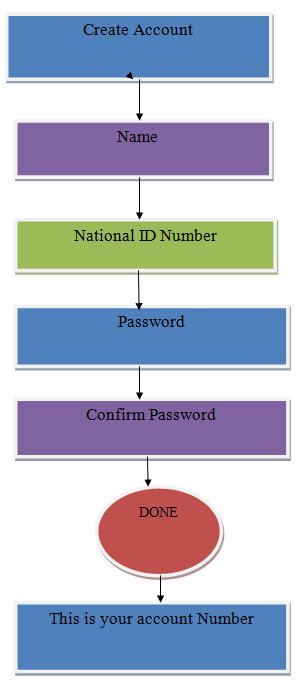 Create Account
Name
National ID Number
Password
Confirm Password
DONE
This is your account Number